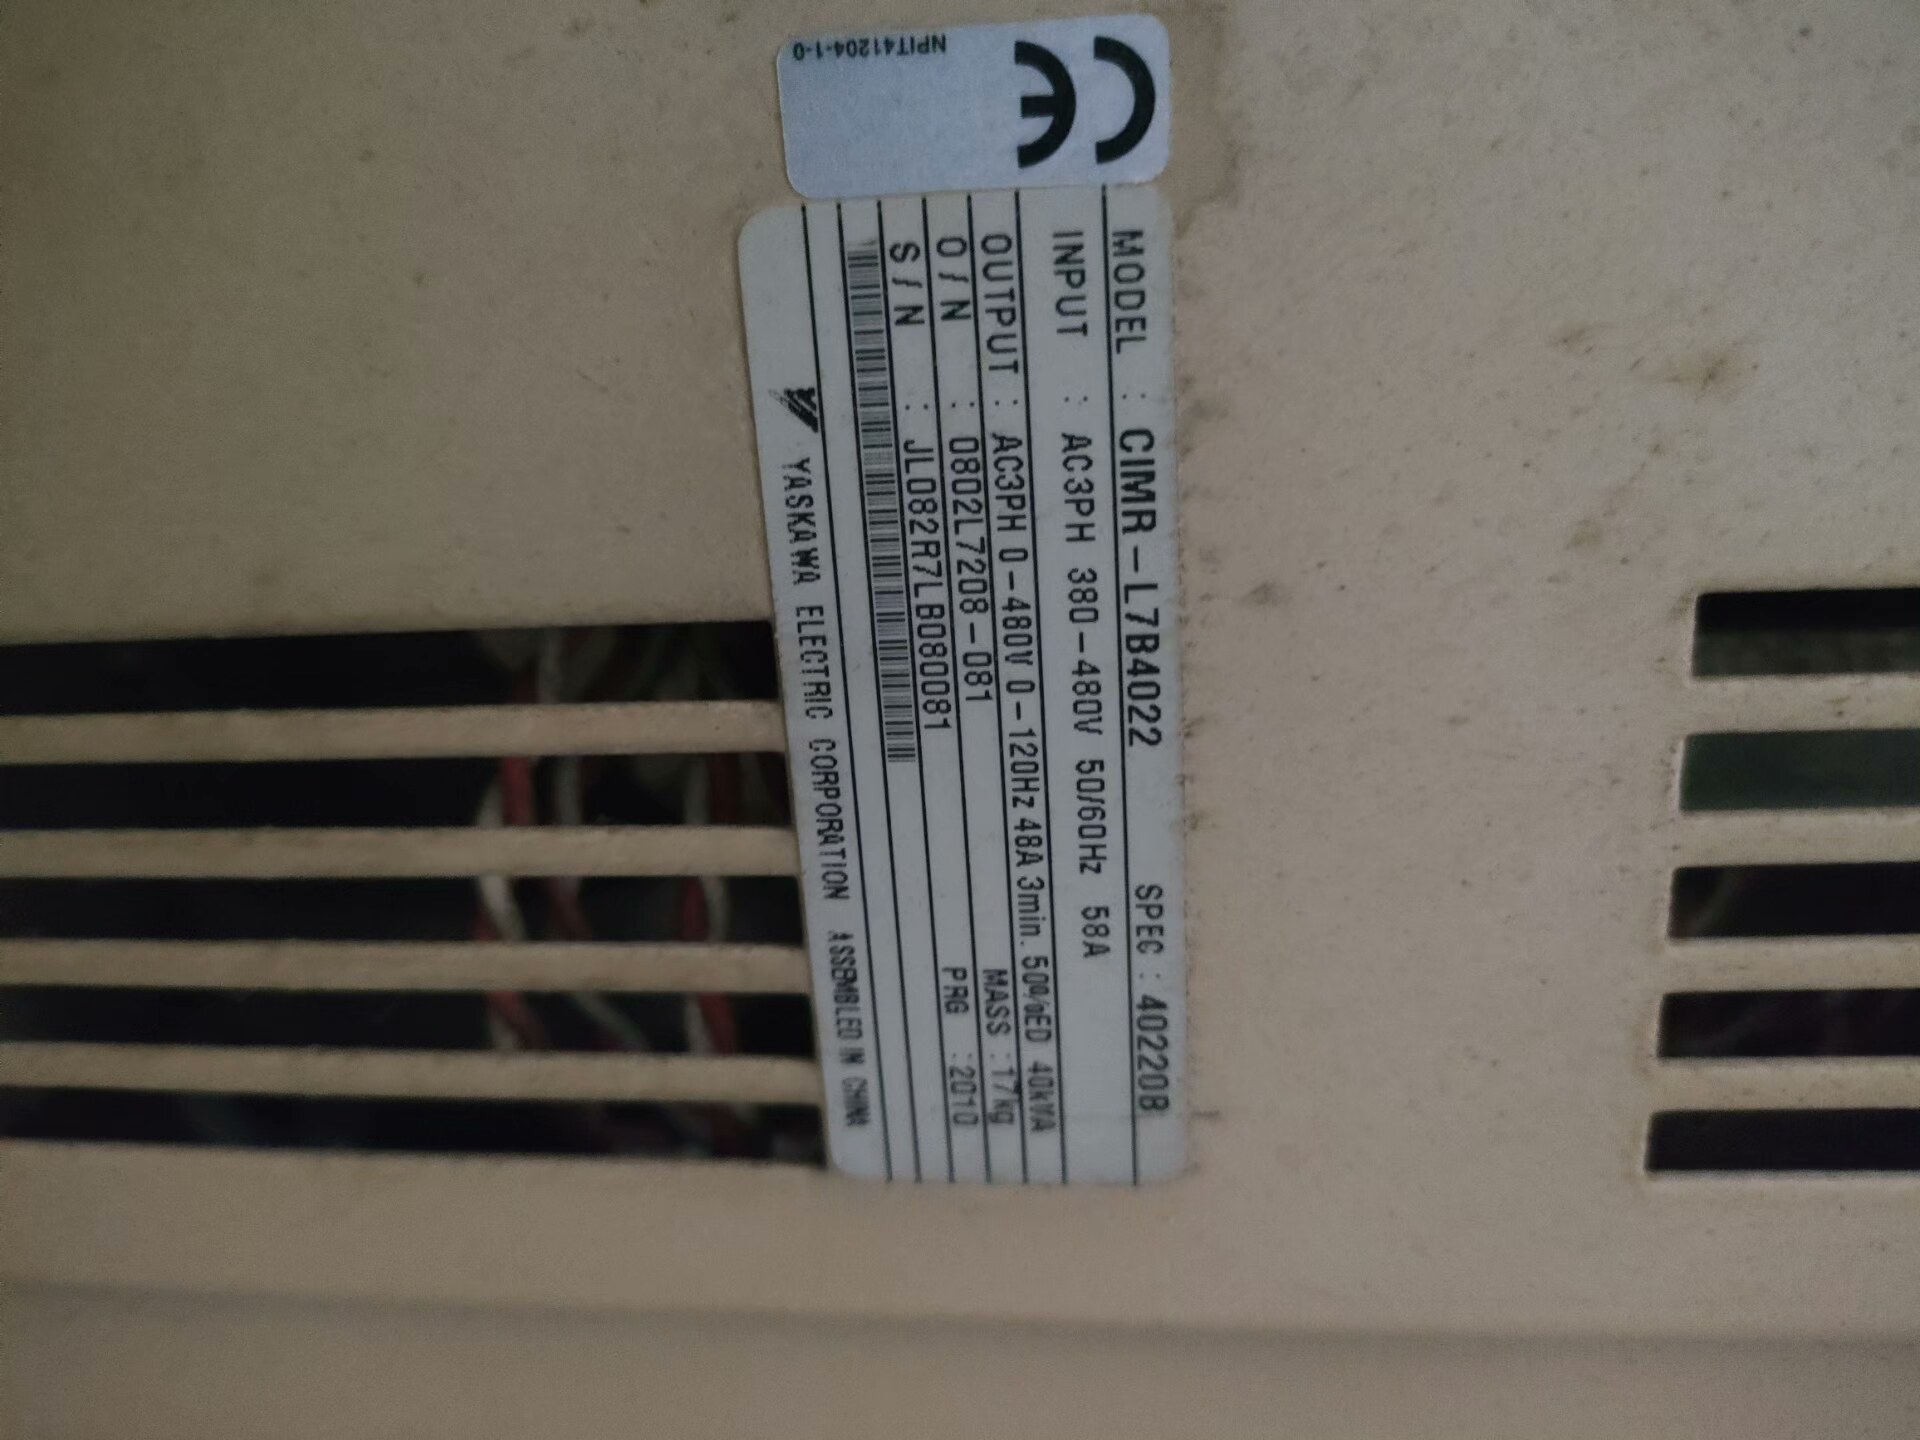 CE
NPIT41204-1-0
MODEL : CIMR-L7B4022 SPEC : 40220B
INPUT : AC3PH 380-480V 50/60Hz 58A
OUTPUT : AC3PH 0-480V 0-120Hz 48A 3min. 50%ED 40kVA
O/N : 0802L7208-081 MASS : 17kg
S/N : JL082R7LB080081 PRG : 2010
YASKAWA ELECTRIC CORPORATION ASSEMBLED IN CHINA